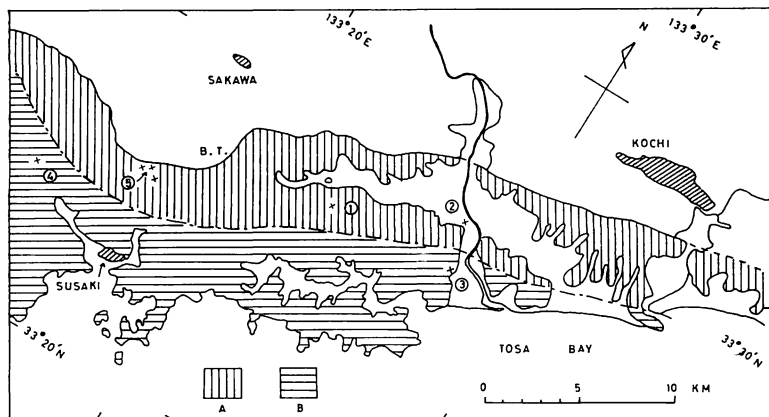 133°20'E
133°30'E
N
SAKAWA
B.T.
KOCHI
④
⑤
①
②
③
SUSAKI
33°20'N
33°30'N
TOSA BAY
A
B
0 5 10 KM